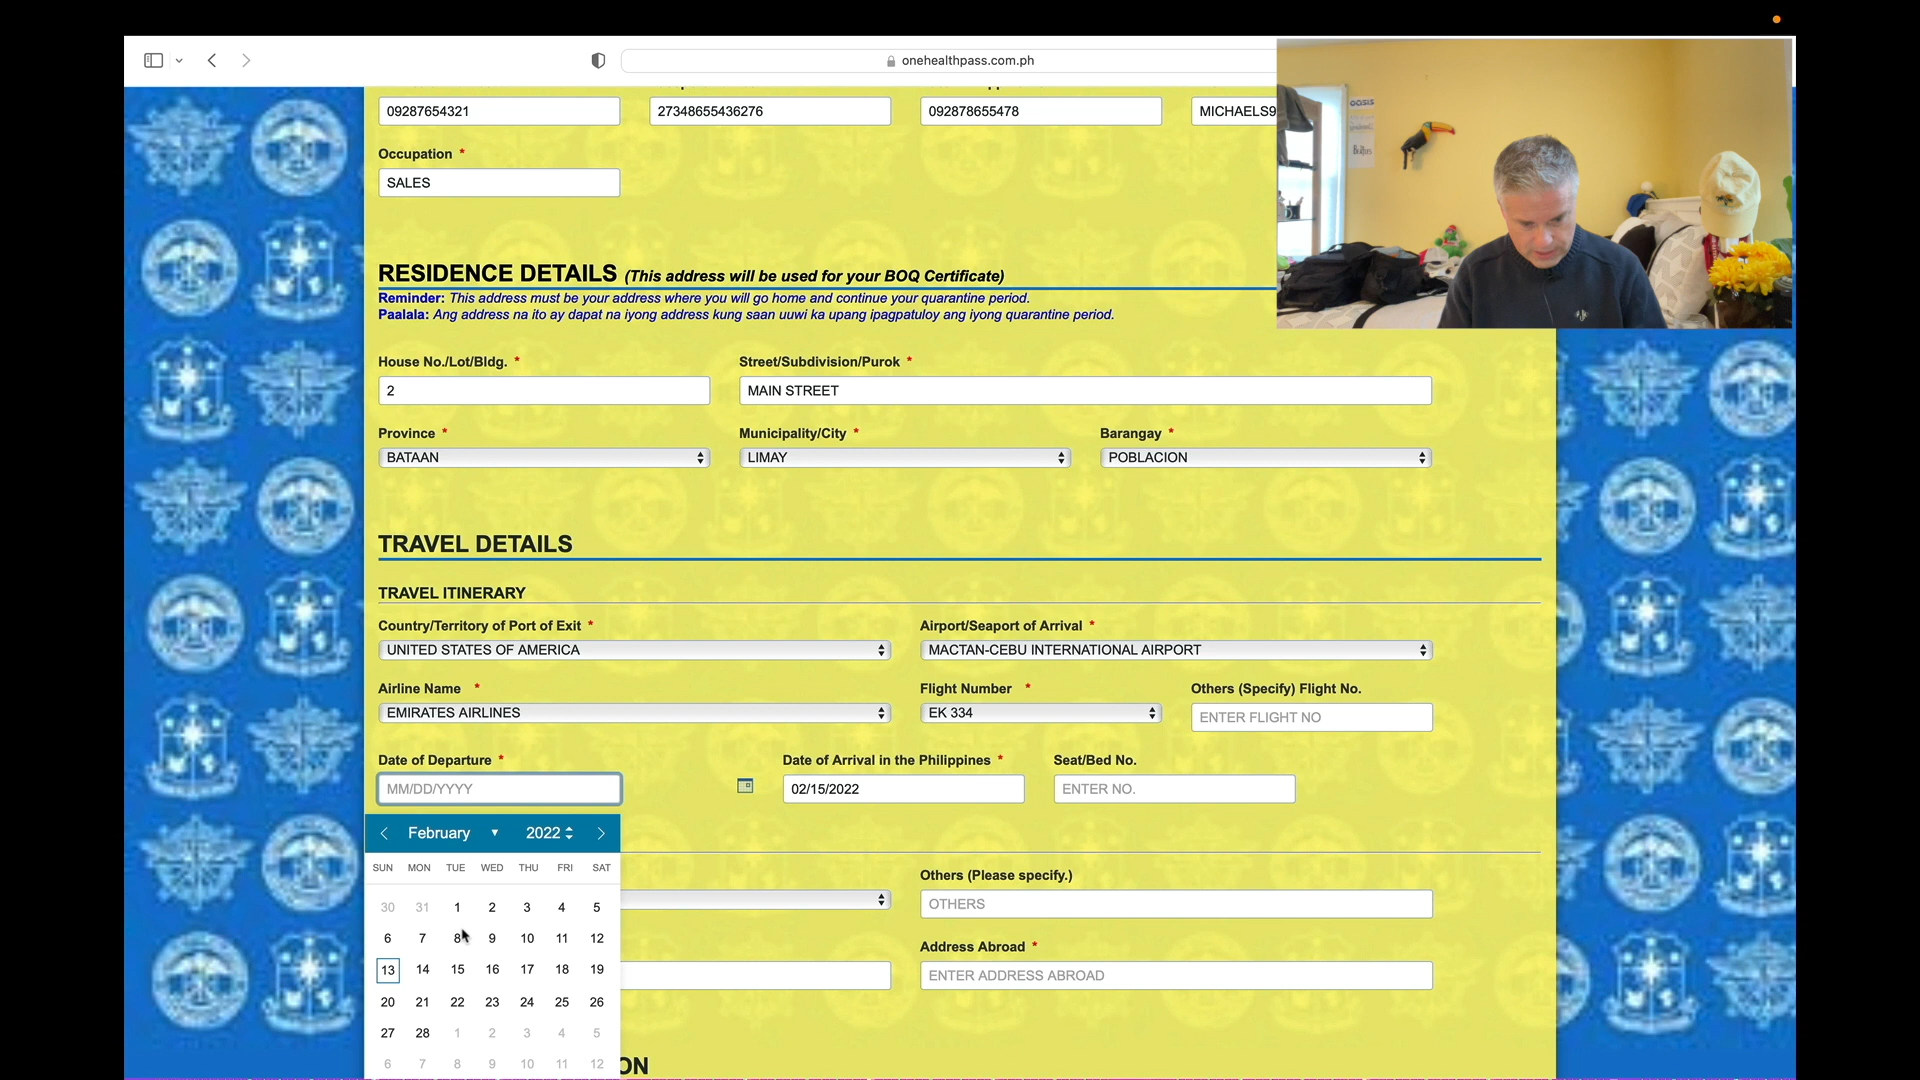 onehealthpass.com.ph
09287654321
27348655436276
092878655478
MICHAELS9
Occupation *
SALES
RESIDENCE DETAILS (This address will be used for your BOQ Certificate)
Reminder: This address must be your address where you will go home and continue your quarantine period.
Paalala: Ang address na ito ay dapat na iyong address kung saan uuwi ka upang ipagpatuloy ang iyong quarantine period.
House No./Lot/Bldg. *
Street/Subdivision/Purok *
2
MAIN STREET
Province *
Municipality/City *
Barangay *
BATAAN
LIMAY
POBLACION
TRAVEL DETAILS
TRAVEL ITINERARY
Country/Territory of Port of Exit *
Airport/Seaport of Arrival *
UNITED STATES OF AMERICA
MACTAN-CEBU INTERNATIONAL AIRPORT
Airline Name *
Flight Number *
Others (Specify) Flight No.
EMIRATES AIRLINES
EK 334
ENTER FLIGHT NO
Date of Departure *
Date of Arrival in the Philippines *
Seat/Bed No.
MM/DD/YYYY
02/15/2022
ENTER NO.
February 2022
SUN MON TUE WED THU FRI SAT
30 31 1 2 3 4 5
6 7 8 9 10 11 12
13 14 15 16 17 18 19
20 21 22 23 24 25 26
27 28 1 2 3 4 5
6 7 8 9 10 11 12
Others (Please specify.)
OTHERS
Address Abroad *
ENTER ADDRESS ABROAD
ON
oasis
Beatles